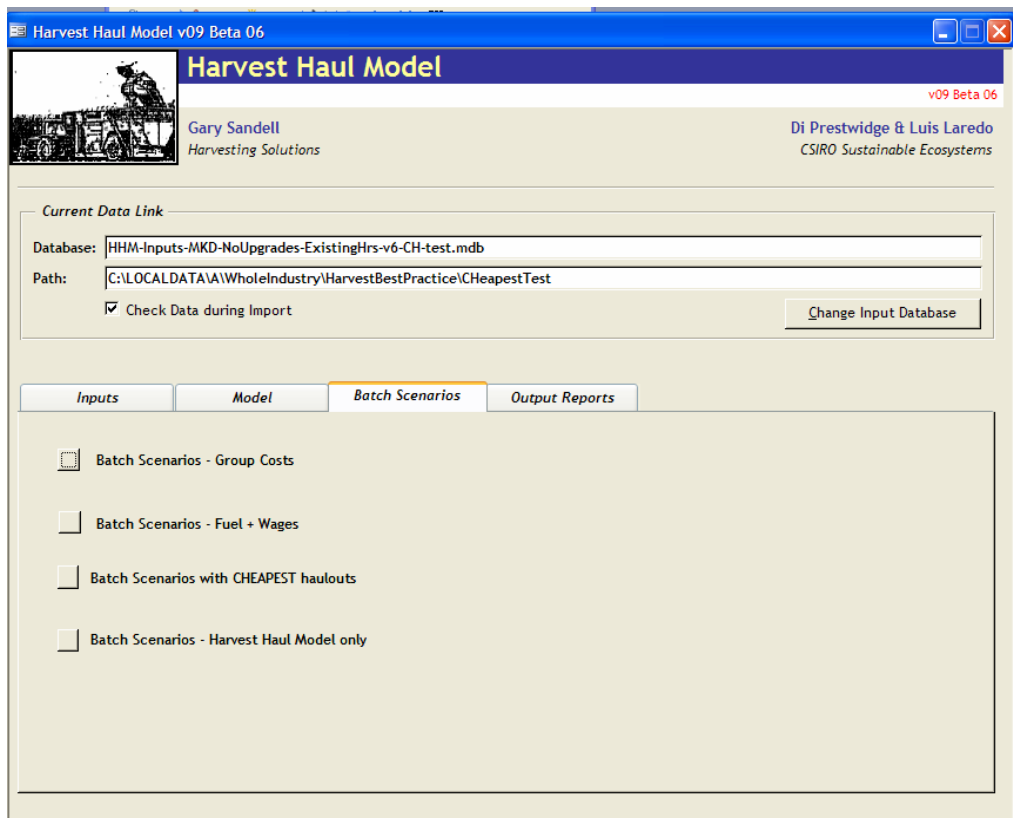 Harvest Haul Model v09 Beta 06
Harvest Haul Model
v09 Beta 06
Gary Sandell
Di Prestwidge & Luis Laredo
Harvesting Solutions
CSIRO Sustainable Ecosystems
Current Data Link
Database: HHM-Inputs-MKD-NoUpgrades-ExistingHrs-v6-CH-test.mdb
Path: C:\LOCALDATA\A\WholeIndustry\HarvestBestPractice\CHeapestTest
Check Data during Import
Change Input Database
Inputs Model Batch Scenarios Output Reports
Batch Scenarios - Group Costs
Batch Scenarios - Fuel + Wages
Batch Scenarios with CHEAPEST haulouts
Batch Scenarios - Harvest Haul Model only